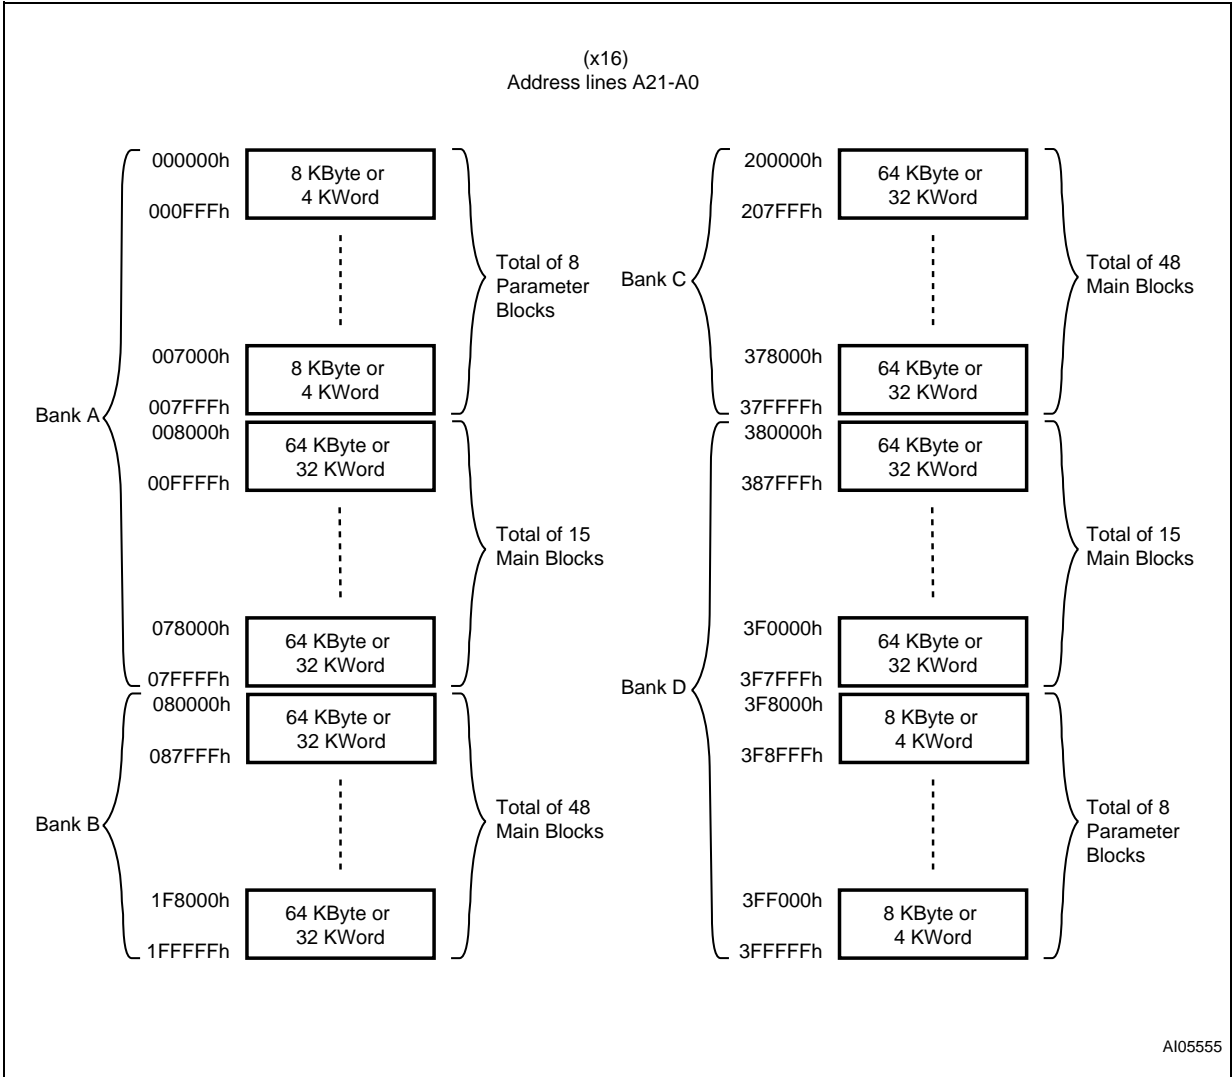 (x16)
Address lines A21-A0
Bank A
000000h
8 KByte or
4 KWord
000FFFh
Total of 8
Parameter
Blocks
007000h
8 KByte or
4 KWord
007FFFh
008000h
64 KByte or
32 KWord
00FFFFh
Total of 15
Main Blocks
078000h
64 KByte or
32 KWord
07FFFFh
Bank B
080000h
64 KByte or
32 KWord
087FFFh
Total of 48
Main Blocks
1F8000h
64 KByte or
32 KWord
1FFFFFh
Bank C
200000h
64 KByte or
32 KWord
207FFFh
Total of 48
Main Blocks
378000h
64 KByte or
32 KWord
37FFFFh
Bank D
380000h
64 KByte or
32 KWord
387FFFh
Total of 15
Main Blocks
3F0000h
64 KByte or
32 KWord
3F7FFFh
3F8000h
8 KByte or
4 KWord
3F8FFFh
Total of 8
Parameter
Blocks
3FF000h
8 KByte or
4 KWord
3FFFFFh
AI05555